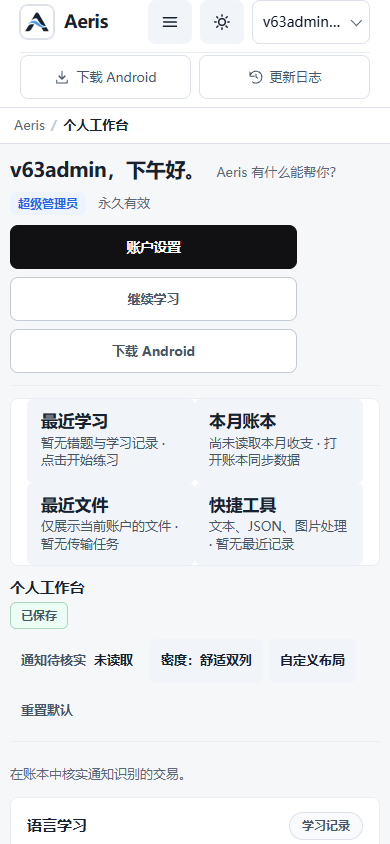 Aeris
v63admin...
下载 Android
更新日志
Aeris / 个人工作台
v63admin，下午好。 Aeris 有什么能帮你?
超级管理员 永久有效
账户设置
继续学习
下载 Android
最近学习
暂无错题与学习记录 ·
点击开始练习
本月账本
尚未读取本月收支 · 打
开账本同步数据
最近文件
仅展示当前账户的文件 ·
暂无传输任务
快捷工具
文本、JSON、图片处理
· 暂无最近记录
个人工作台
已保存
通知待核实 未读取 密度：舒适双列 自定义布局
重置默认
在账本中核实通知识别的交易。
语言学习 学习记录